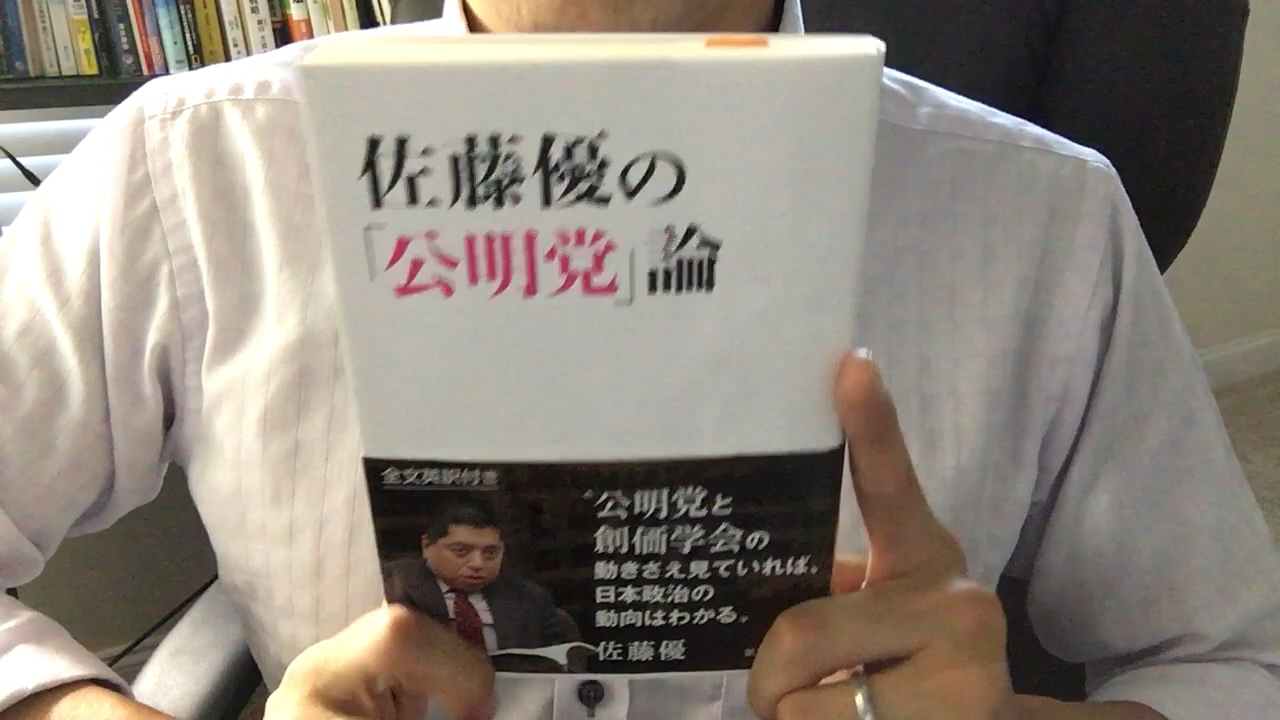 佐藤優の
「公明党」論
全文英訳付き
公明党と
創価学会の
動きさえ見ていれば、
日本政治の
動向はわかる。
佐藤優